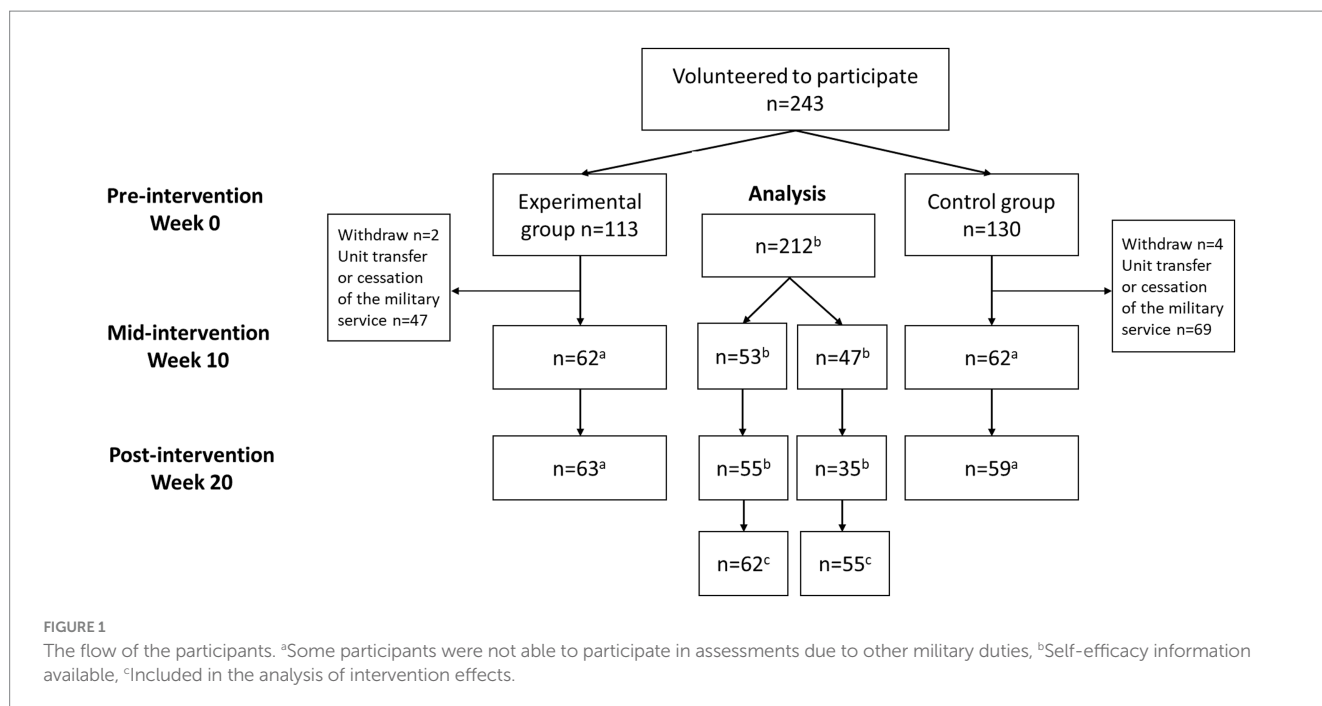 Volunteered to participate
n=243
Pre-intervention
Week 0
Experimental
group n=113
Analysis
n=212ᵇ
Control group
n=130
Withdraw n=2
Unit transfer
or cessation
of the military
service n=47
Withdraw n=4
Unit transfer
or cessation
of the military
service n=69
Mid-intervention
Week 10
n=62ᵃ
n=53ᵇ
n=47ᵇ
n=62ᵃ
Post-intervention
Week 20
n=63ᵃ
n=55ᵇ
n=35ᵇ
n=59ᵃ
n=62ᶜ
n=55ᶜ
FIGURE 1
The flow of the participants. ᵃSome participants were not able to participate in assessments due to other military duties, ᵇSelf-efficacy information
available, ᶜIncluded in the analysis of intervention effects.